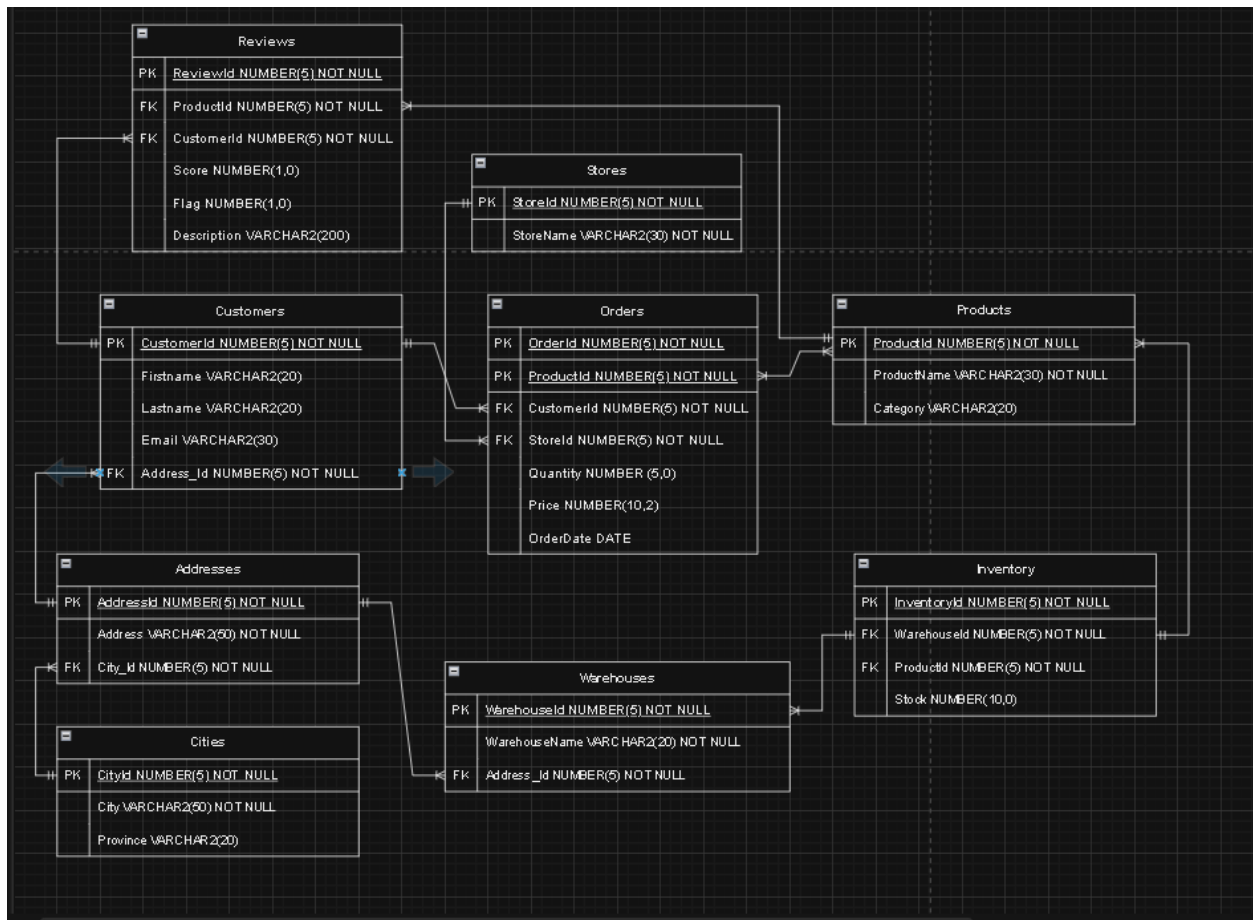 Reviews
PK ReviewId NUMBER(5) NOT NULL
FK ProductId NUMBER(5) NOT NULL
FK CustomerId NUMBER(5) NOT NULL
Score NUMBER(1,0)
Flag NUMBER(1,0)
Description VARCHAR2(200)
Stores
PK StoreId NUMBER(5) NOT NULL
StoreName VARCHAR2(30) NOT NULL
Customers
PK CustomerId NUMBER(5) NOT NULL
Firstname VARCHAR2(20)
Lastname VARCHAR2(20)
Email VARCHAR2(30)
FK Address_Id NUMBER(5) NOT NULL
Orders
PK OrderId NUMBER(5) NOT NULL
PK ProductId NUMBER(5) NOT NULL
FK CustomerId NUMBER(5) NOT NULL
FK StoreId NUMBER(5) NOT NULL
Quantity NUMBER (5,0)
Price NUMBER(10,2)
OrderDate DATE
Products
PK ProductId NUMBER(5) NOT NULL
ProductName VARCHAR2(30) NOT NULL
Category VARCHAR2(20)
Addresses
PK AddressId NUMBER(5) NOT NULL
Address VARCHAR2(50) NOT NULL
FK City_Id NUMBER(5) NOT NULL
Inventory
PK InventoryId NUMBER(5) NOT NULL
FK WarehouseId NUMBER(5) NOT NULL
FK ProductId NUMBER(5) NOT NULL
Stock NUMBER(10,0)
Warehouses
PK WarehouseId NUMBER(5) NOT NULL
WarehouseName VARCHAR2(20) NOT NULL
FK Address_Id NUMBER(5) NOT NULL
Cities
PK CityId NUMBER(5) NOT NULL
City VARCHAR2(50) NOT NULL
Province VARCHAR2(20)